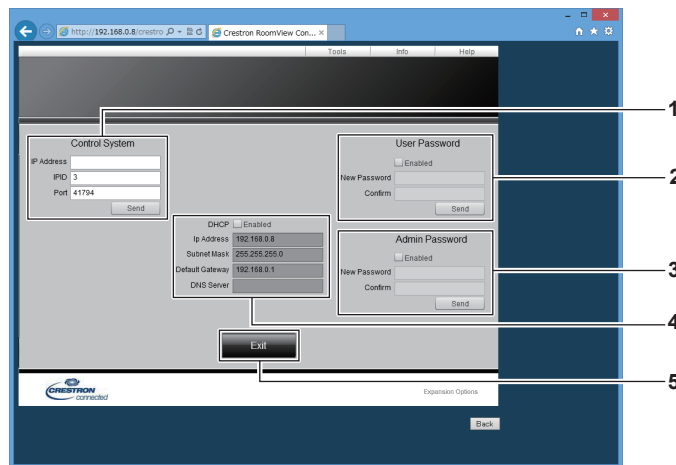 http://192.168.0.8/crestro
Crestron RoomView Con...
Tools Info Help
1
Control System
IP Address
IPID 3
Port 41794
Send
User Password
Enabled
New Password
Confirm
Send
2
DHCP Enabled
Ip Address 192.168.0.8
Subnet Mask 255.255.255.0
Default Gateway 192.168.0.1
DNS Server
Admin Password
Enabled
New Password
Confirm
Send
3
4
Exit
5
CRESTRON
connected
Expansion Options
Back